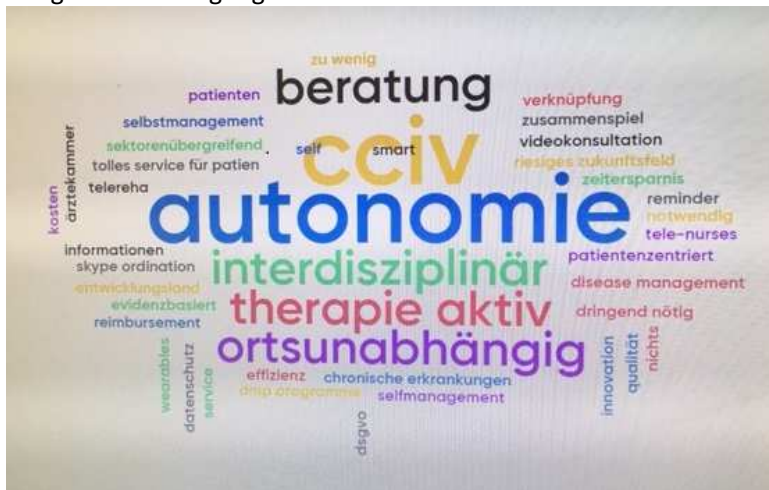 zu wenig
beratung
patienten
verknüpfung
selbstmanagement
zusammenspiel
sektorenübergreifend
self
cciv
smart
videokonsultation
tolles service für patien
riesiges zukunftsfeld
ärztekammer
kosten
telereha
zeitersparnis
autonomie
reminder
notwendig
tele-nurses
informationen
patientenzentriert
skype ordination
interdisziplinär
disease management
entwicklungsland
evidenzbasiert
therapie aktiv
dringend nötig
reimbursement
ortsunabhängig
wearables
datenschutz
service
effizienz
chronische erkrankungen
dmp programme
selfmanagement
innovation
qualität
nichts
dsgvo